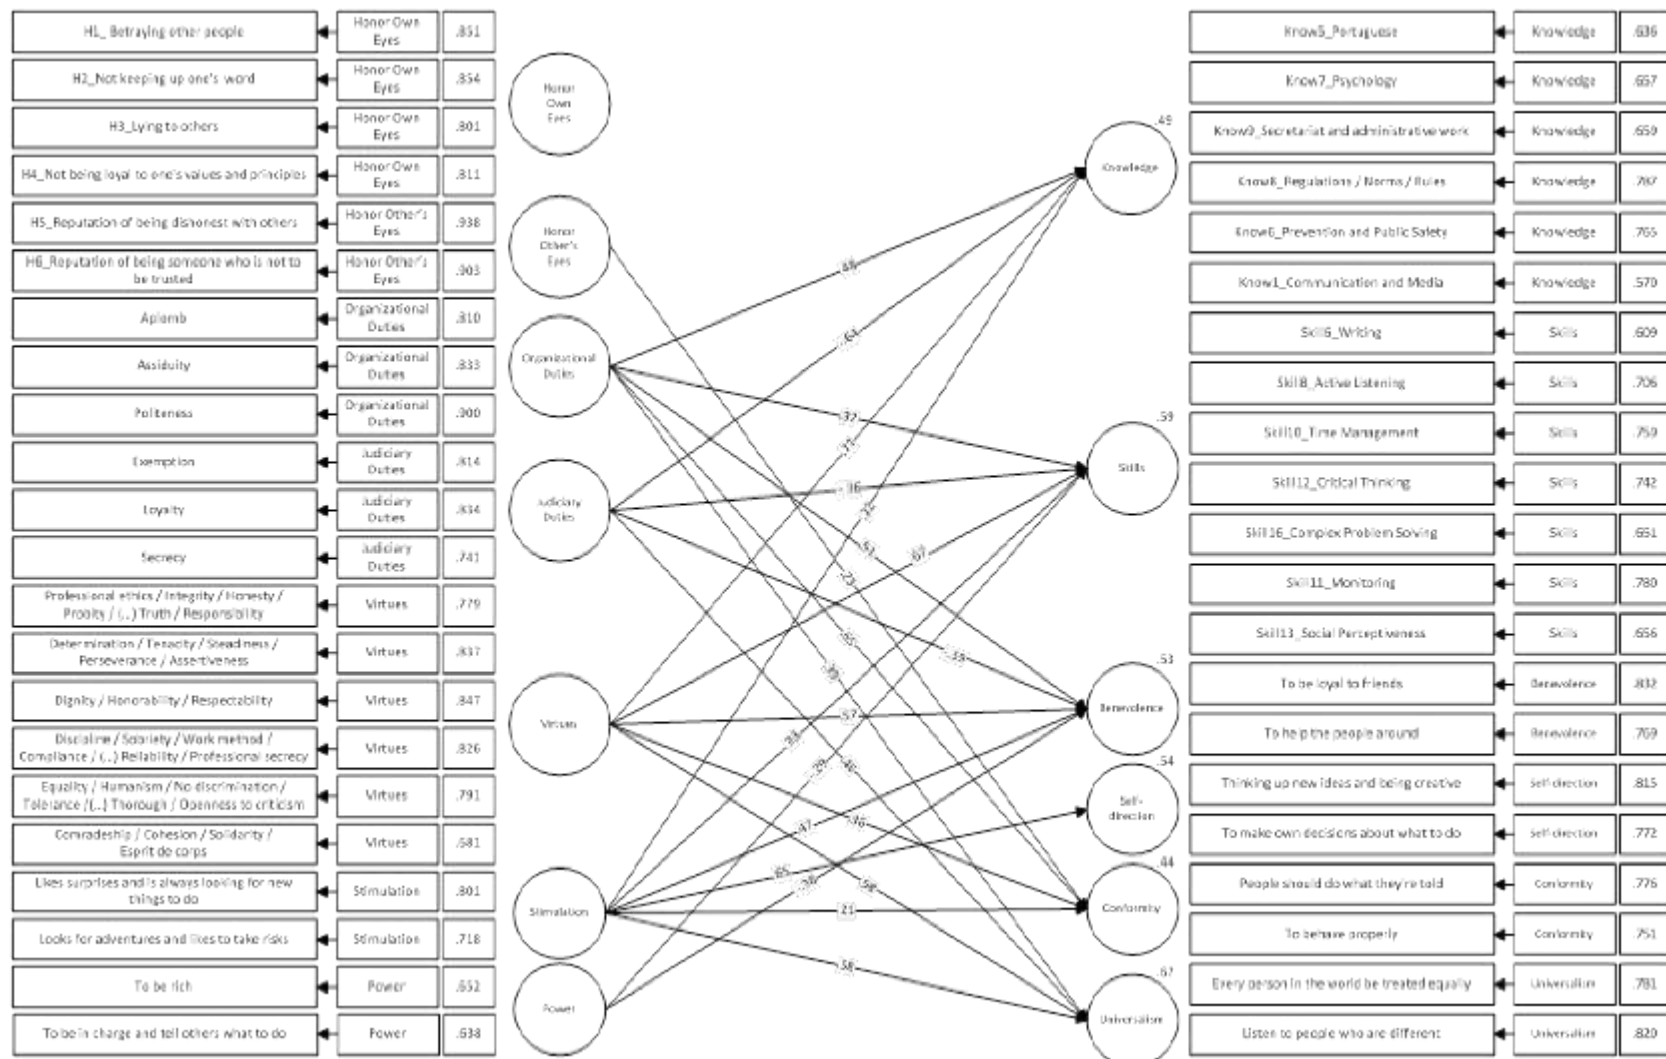 H1_ Betraying other people
Honor Own
Eyes
.851
H2_Not keeping up one's word
Honor Own
Eyes
.854
H3_Lying to others
Honor Own
Eyes
.801
H4_Not being loyal to one's values and principles
Honor Own
Eyes
.811
H5_Reputation of being dishonest with others
Honor Other's
Eyes
.938
H6_Reputation of being someone who is not to
be trusted
Honor Other's
Eyes
.903
Aplomb
Organizational
Duties
.810
Assiduity
Organizational
Duties
.833
Politeness
Organizational
Duties
.900
Exemption
Judiciary
Duties
.814
Loyalty
Judiciary
Duties
.834
Secrecy
Judiciary
Duties
.741
Professional ethics / Integrity / Honesty /
Probity / (...) Truth / Responsibility
Virtues
.779
Determination / Tenacity / Steadiness /
Perseverance / Assertiveness
Virtues
.837
Dignity / Honorability / Respectability
Virtues
.847
Discipline / Sobriety / Work method /
Compliance / (...) Reliability / Professional secrecy
Virtues
.826
Equality / Humanism / No discrimination /
Tolerance /(...) Thorough / Openness to criticism
Virtues
.791
Comradeship / Cohesion / Solidarity /
Esprit de corps
Virtues
.681
Likes surprises and is always looking for new
things to do
Stimulation
.801
Looks for adventures and likes to take risks
Stimulation
.718
To be rich
Power
.652
To be in charge and tell others what to do
Power
.638
Honor
Own
Eyes
Honor
Other's
Eyes
Organizational
Duties
Judiciary
Duties
Virtues
Stimulation
Power
.32
.67
.23
.57
.47
.21
.58
.49
Knowledge
.59
Skills
.53
Benevolence
.54
Self-
direction
.44
Conformity
.67
Universalism
Know5_Portuguese
Knowledge
.636
Know7_Psychology
Knowledge
.657
Know9_Secretariat and administrative work
Knowledge
.659
Know8_Regulations / Norms / Rules
Knowledge
.787
Know6_Prevention and Public Safety
Knowledge
.765
Know1_Communication and Media
Knowledge
.570
Skill6_Writing
Skills
.609
Skill8_Active Listening
Skills
.706
Skill10_Time Management
Skills
.759
Skill12_Critical Thinking
Skills
.742
Skill16_Complex Problem Solving
Skills
.651
Skill11_Monitoring
Skills
.780
Skill13_Social Perceptiveness
Skills
.656
To be loyal to friends
Benevolence
.832
To help the people around
Benevolence
.769
Thinking up new ideas and being creative
Self-direction
.815
To make own decisions about what to do
Self-direction
.772
People should do what they're told
Conformity
.776
To behave properly
Conformity
.751
Every person in the world be treated equally
Universalism
.781
Listen to people who are different
Universalism
.820